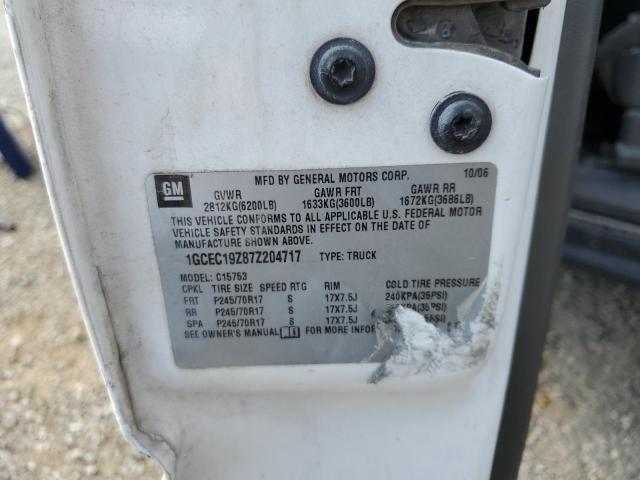 8
GM
MFD BY GENERAL MOTORS CORP. 10/06
GVWR GAWR FRT GAWR RR
2812KG(6200LB) 1633KG(3600LB) 1672KG(3686LB)
THIS VEHICLE CONFORMS TO ALL APPLICABLE U.S. FEDERAL MOTOR
VEHICLE SAFETY STANDARDS IN EFFECT ON THE DATE OF
MANUFACTURE SHOWN ABOVE.
1GCEC19Z87Z204717 TYPE: TRUCK
MODEL: C15753
CPKL TIRE SIZE SPEED RTG RIM COLD TIRE PRESSURE
FRT P245/70R17 S 17X7.5J 240KPA(35PSI)
RR P245/70R17 S 17X7.5J
SPA P245/70R17 S 17X7.5J
SEE OWNER'S MANUAL FOR MORE